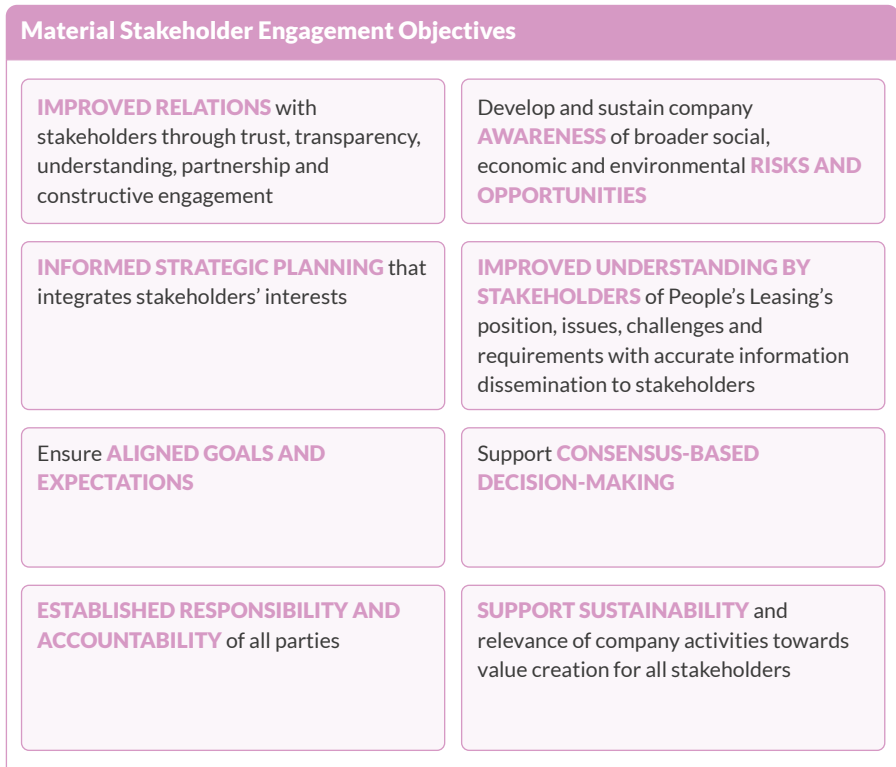 Material Stakeholder Engagement Objectives
IMPROVED RELATIONS with
stakeholders through trust, transparency,
understanding, partnership and
constructive engagement
Develop and sustain company
AWARENESS of broader social,
economic and environmental RISKS AND
OPPORTUNITIES
INFORMED STRATEGIC PLANNING that
integrates stakeholders’ interests
IMPROVED UNDERSTANDING BY
STAKEHOLDERS of People’s Leasing’s
position, issues, challenges and
requirements with accurate information
dissemination to stakeholders
Ensure ALIGNED GOALS AND
EXPECTATIONS
Support CONSENSUS-BASED
DECISION-MAKING
ESTABLISHED RESPONSIBILITY AND
ACCOUNTABILITY of all parties
SUPPORT SUSTAINABILITY and
relevance of company activities towards
value creation for all stakeholders